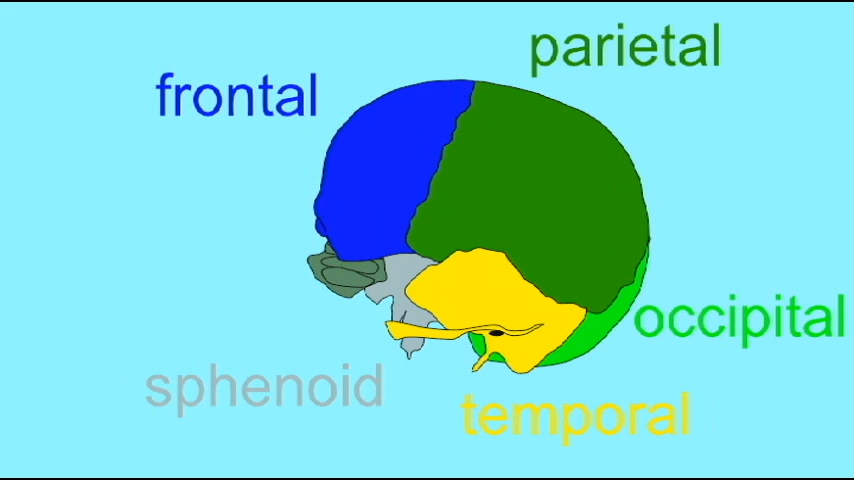 parietal
frontal
occipital
sphenoid
temporal